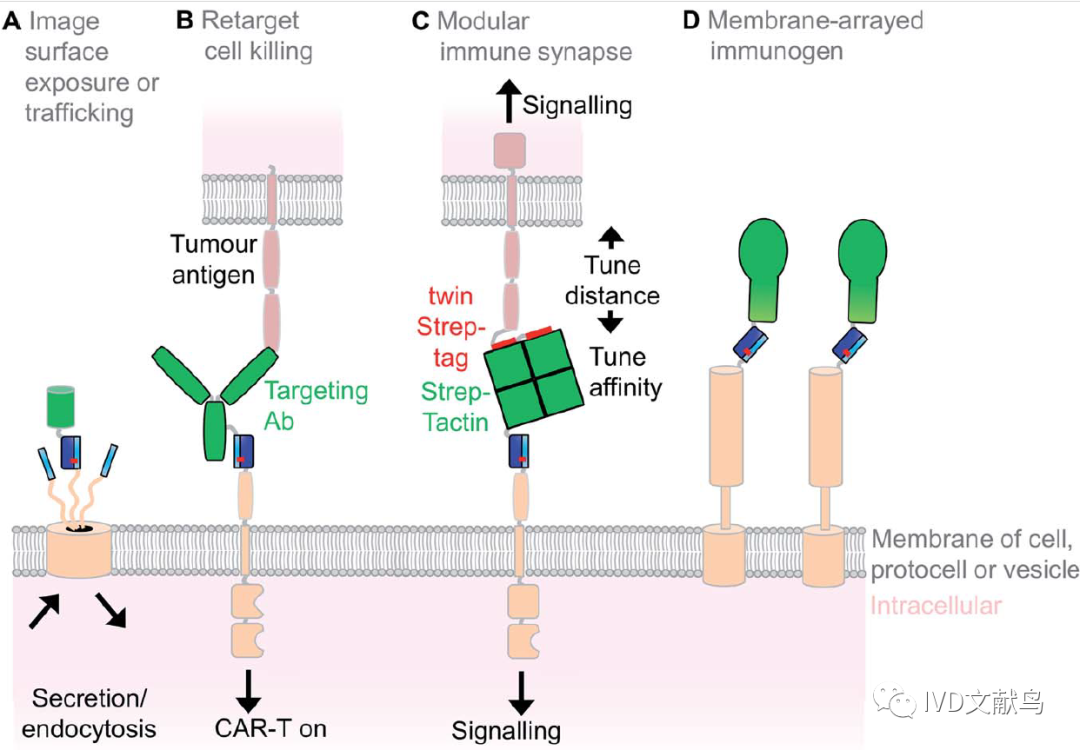 A Image
surface
exposure or
trafficking
B Retarget
cell killing
C Modular
immune synapse
D Membrane-arrayed
immunogen
Signalling
Tumour
antigen
Tune
distance
twin
Strep-
tag
Tune
affinity
Targeting
Ab
Strep-
Tactin
Membrane of cell,
protocell or vesicle
Intracellular
Secretion/
endocytosis
CAR-T on
Signalling
IVD文献鸟